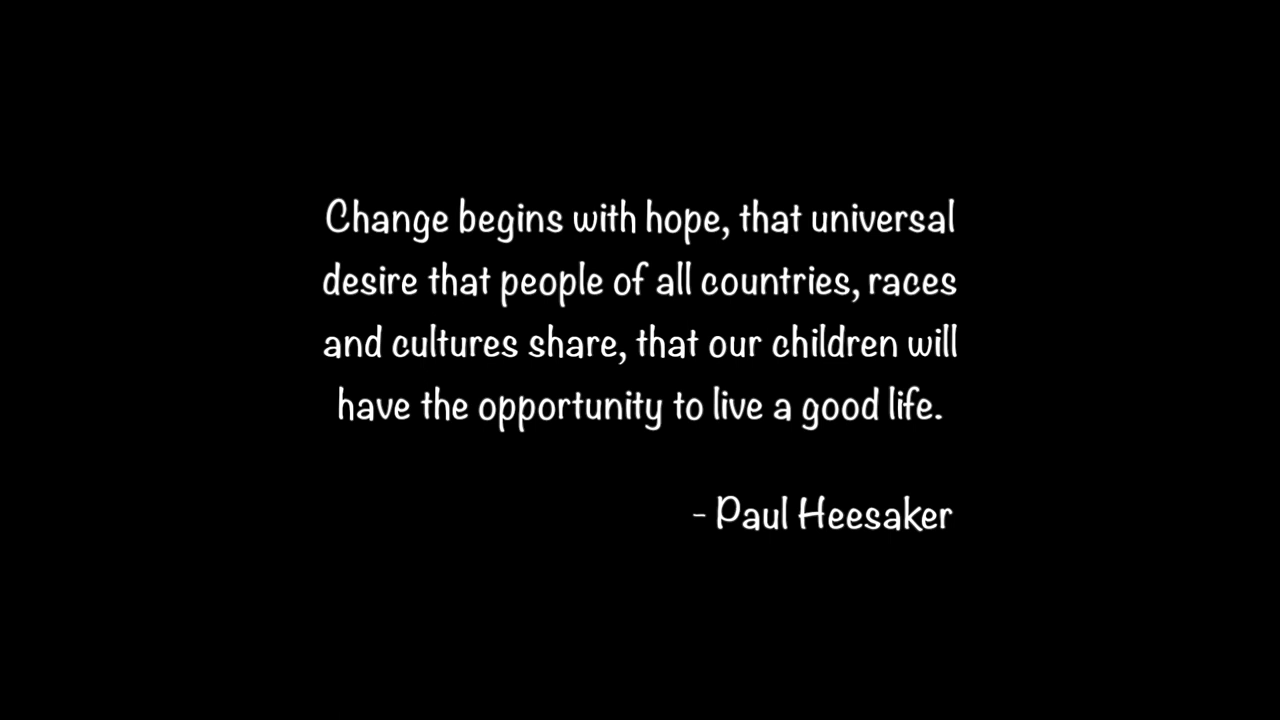 Change begins with hope, that universal
desire that people of all countries, races
and cultures share, that our children will
have the opportunity to live a good life.
- Paul Heesaker